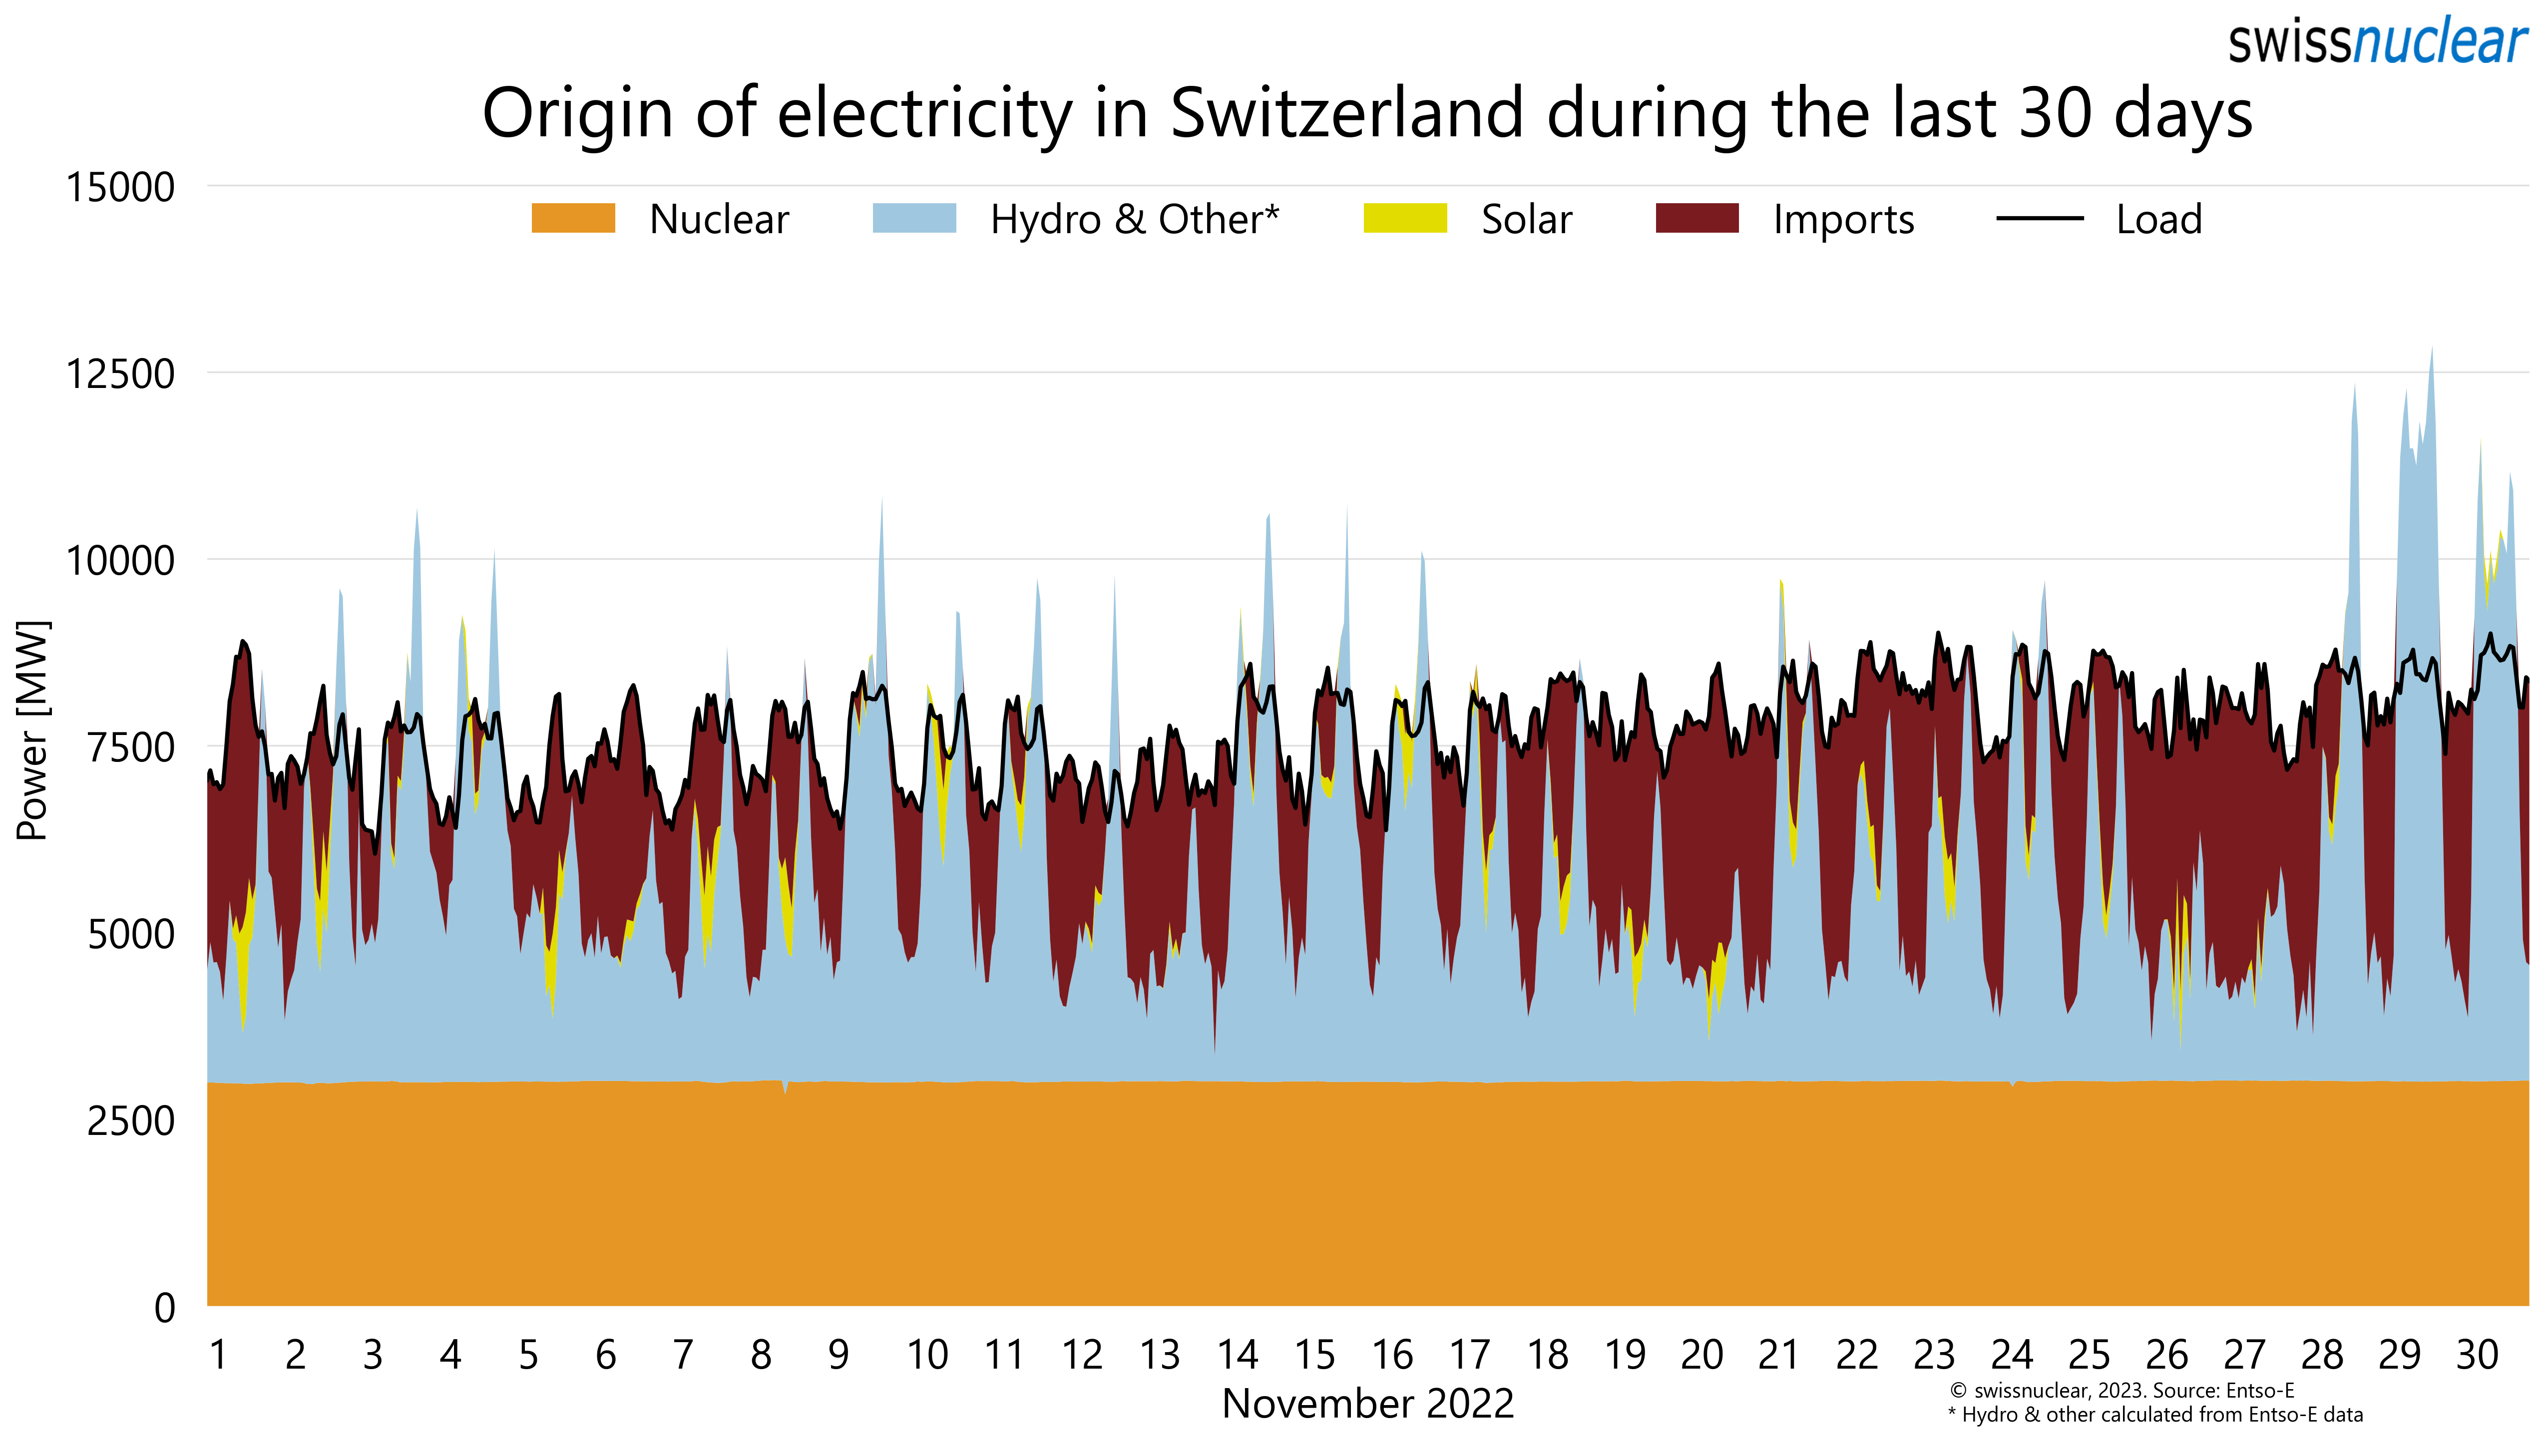 swissnuclear
Origin of electricity in Switzerland during the last 30 days
15000
Nuclear Hydro & Other* Solar Imports Load
12500
10000
7500
5000
2500
0
Power [MW]
1 2 3 4 5 6 7 8 9 10 11 12 13 14 15 16 17 18 19 20 21 22 23 24 25 26 27 28 29 30
November 2022
© swissnuclear, 2023. Source: Entso-E
* Hydro & other calculated from Entso-E data